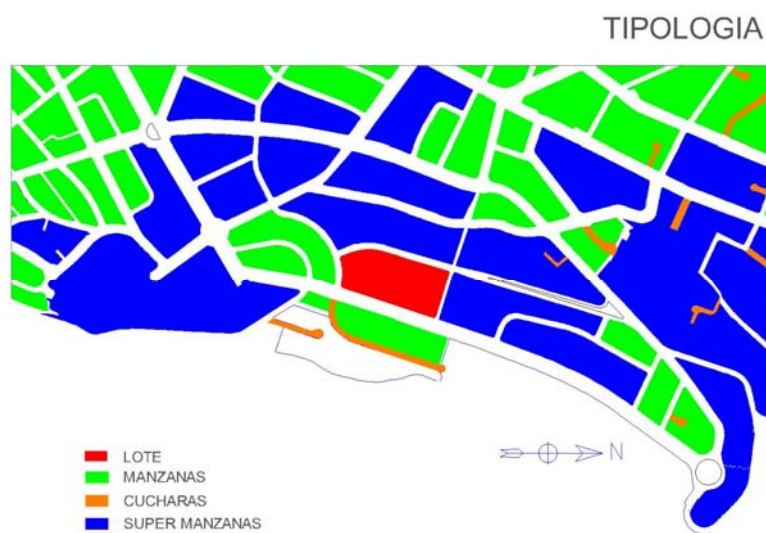 TIPOLOGIA
LOTE
MANZANAS
CUCHARAS
SUPER MANZANAS
N